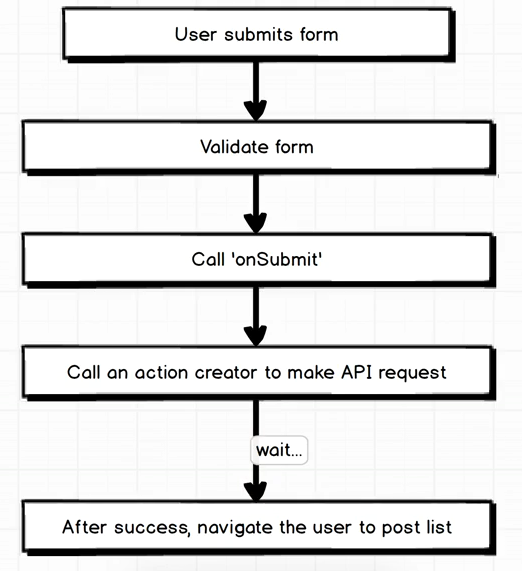 User submits form
Validate form
Call 'onSubmit'
Call an action creator to make API request
wait...
After success, navigate the user to post list